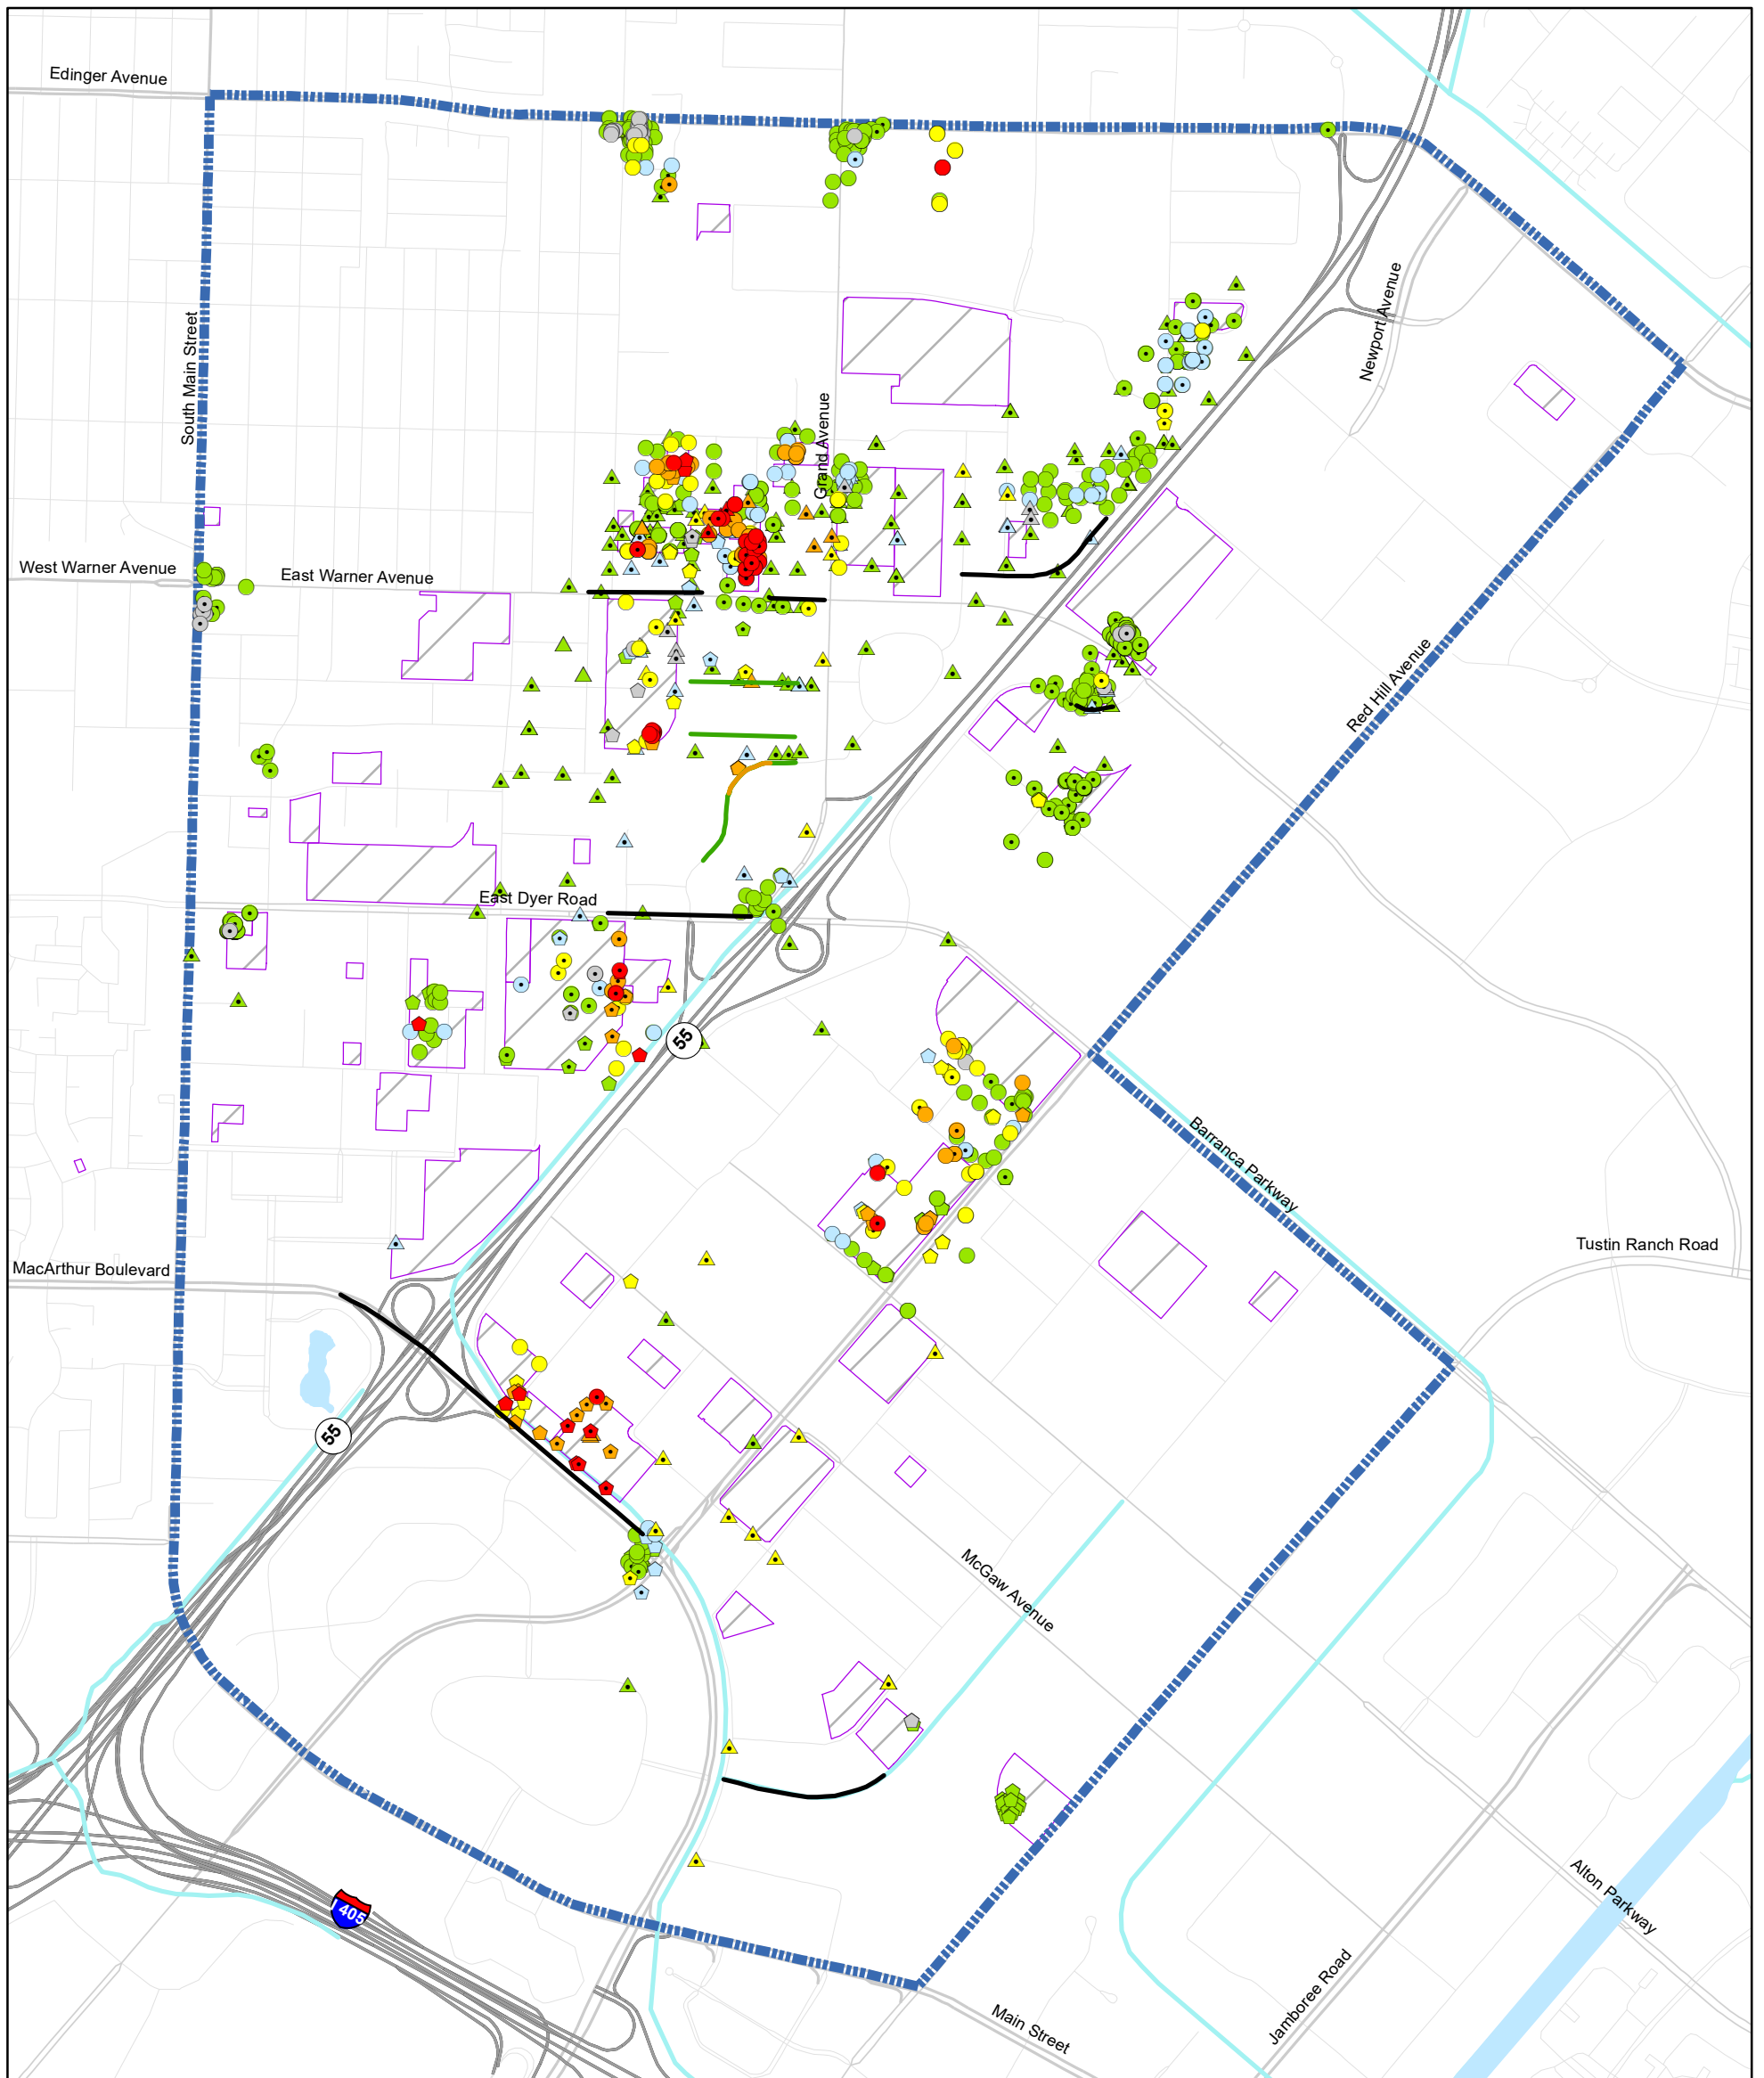 Edinger Avenue
South Main Street
Newport Avenue
Grand Avenue
West Warner Avenue
East Warner Avenue
Red Hill Avenue
East Dyer Road
55
Barranca Parkway
Tustin Ranch Road
MacArthur Boulevard
55
McGaw Avenue
Alton Parkway
405
Jamboree Road
Main Street